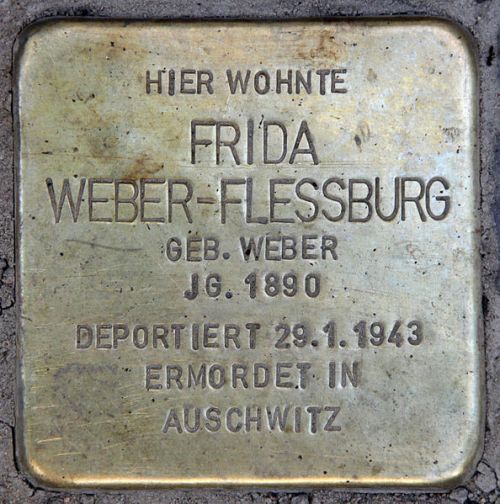 HIER WOHNTE
FRIDA
WEBER-FLESSBURG
GEB. WEBER
JG. 1890
DEPORTIERT 29.1.1943
ERMORDET IN
AUSCHWITZ